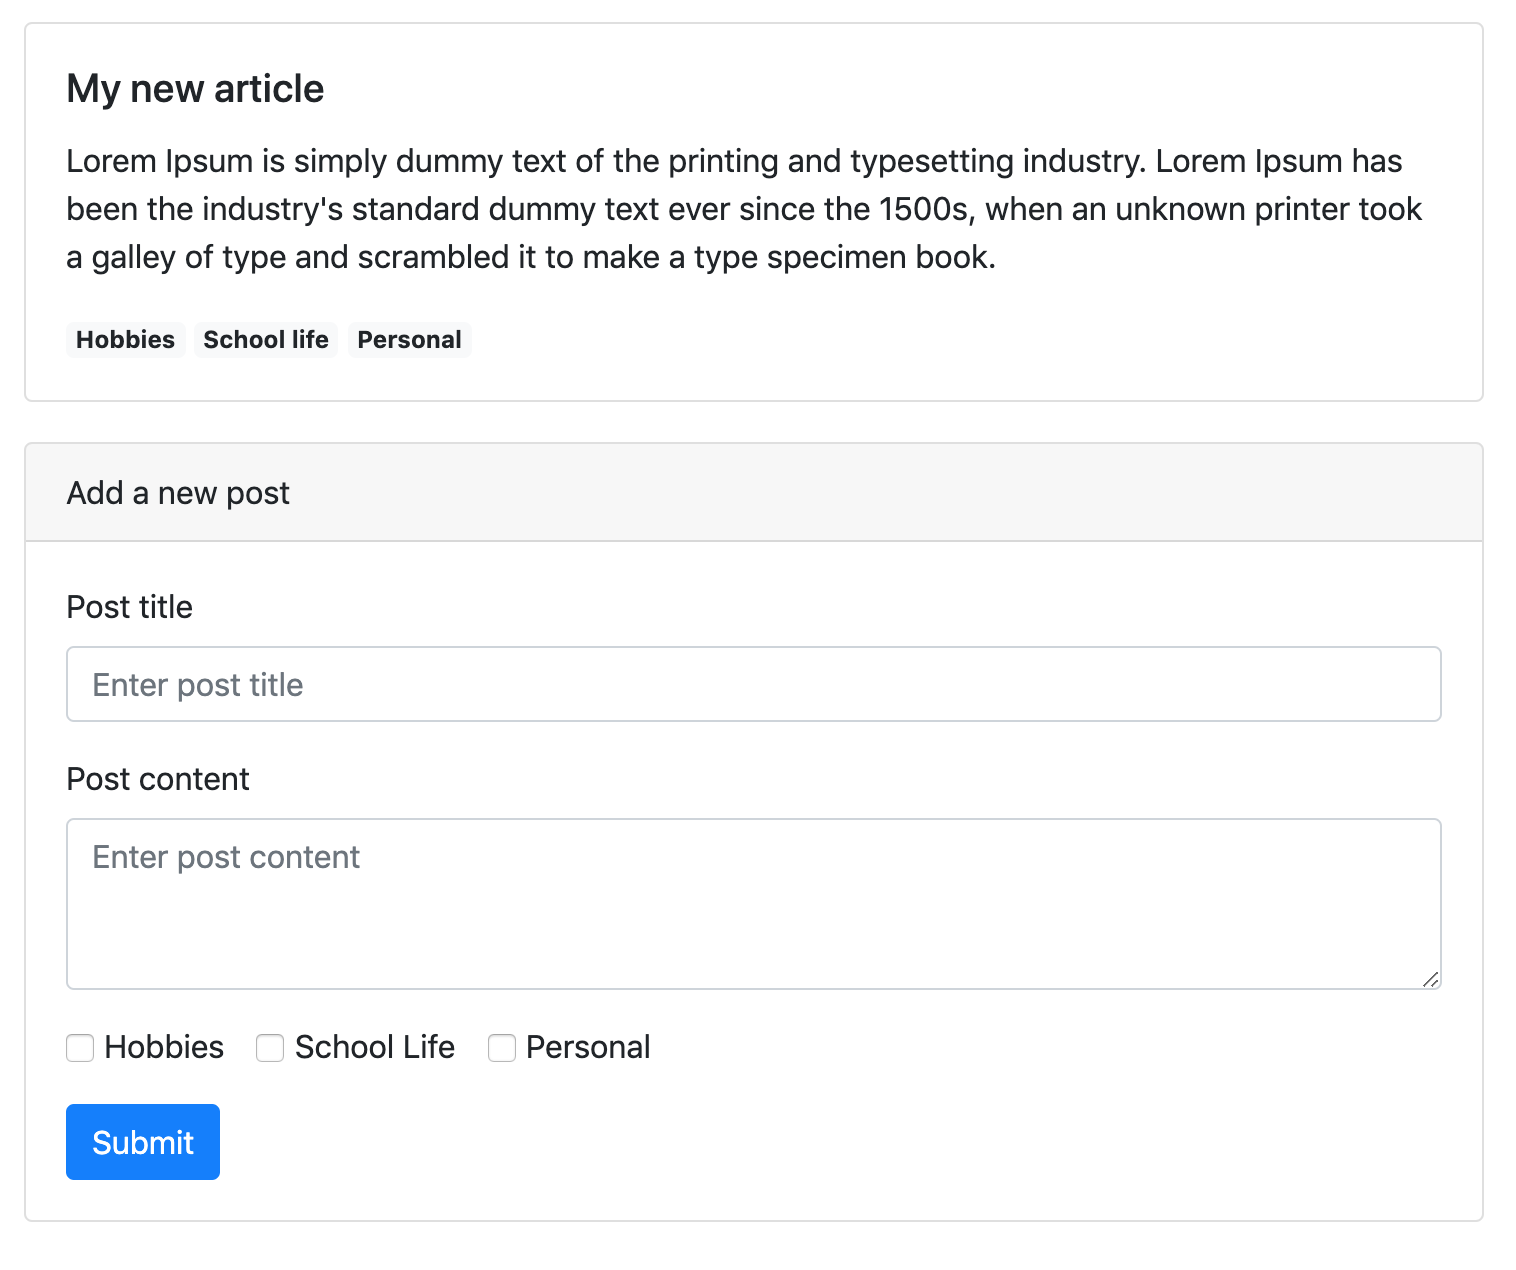 My new article
Lorem Ipsum is simply dummy text of the printing and typesetting industry. Lorem Ipsum has
been the industry's standard dummy text ever since the 1500s, when an unknown printer took
a galley of type and scrambled it to make a type specimen book.
Hobbies School life Personal
Add a new post
Post title
Enter post title
Post content
Enter post content
Hobbies School Life Personal
Submit